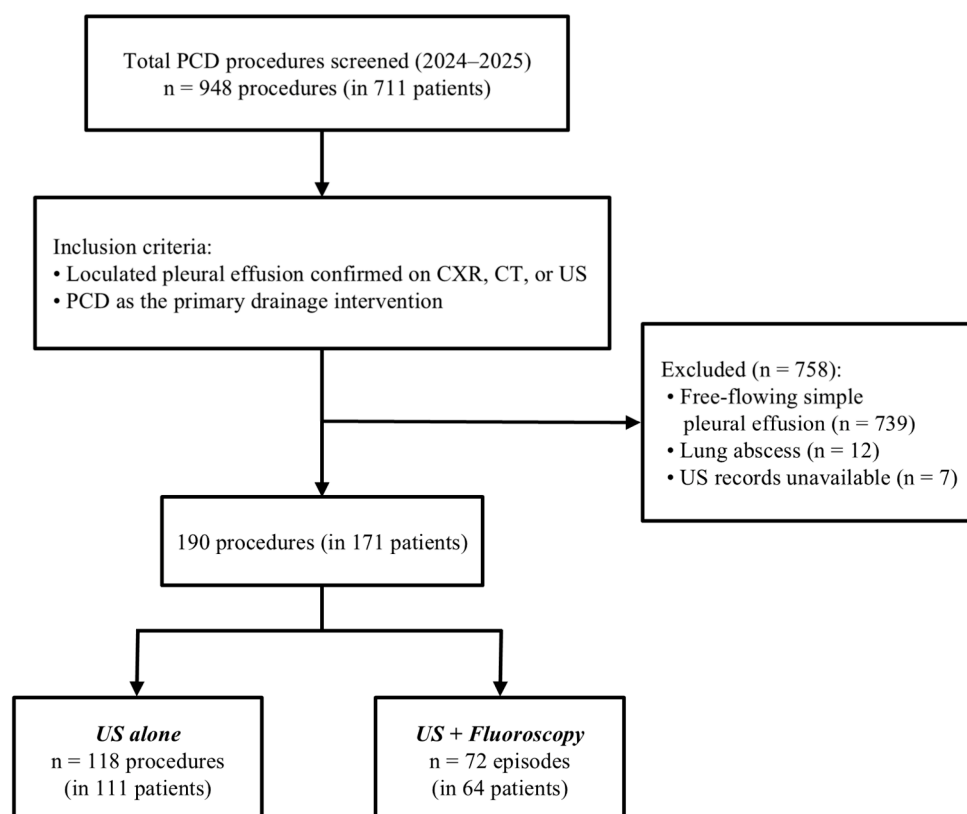 Total PCD procedures screened (2024–2025)
n = 948 procedures (in 711 patients)
Inclusion criteria:
• Loculated pleural effusion confirmed on CXR, CT, or US
• PCD as the primary drainage intervention
Excluded (n = 758):
• Free-flowing simple
pleural effusion (n = 739)
• Lung abscess (n = 12)
• US records unavailable (n = 7)
190 procedures (in 171 patients)
US alone
n = 118 procedures
(in 111 patients)
US + Fluoroscopy
n = 72 episodes
(in 64 patients)